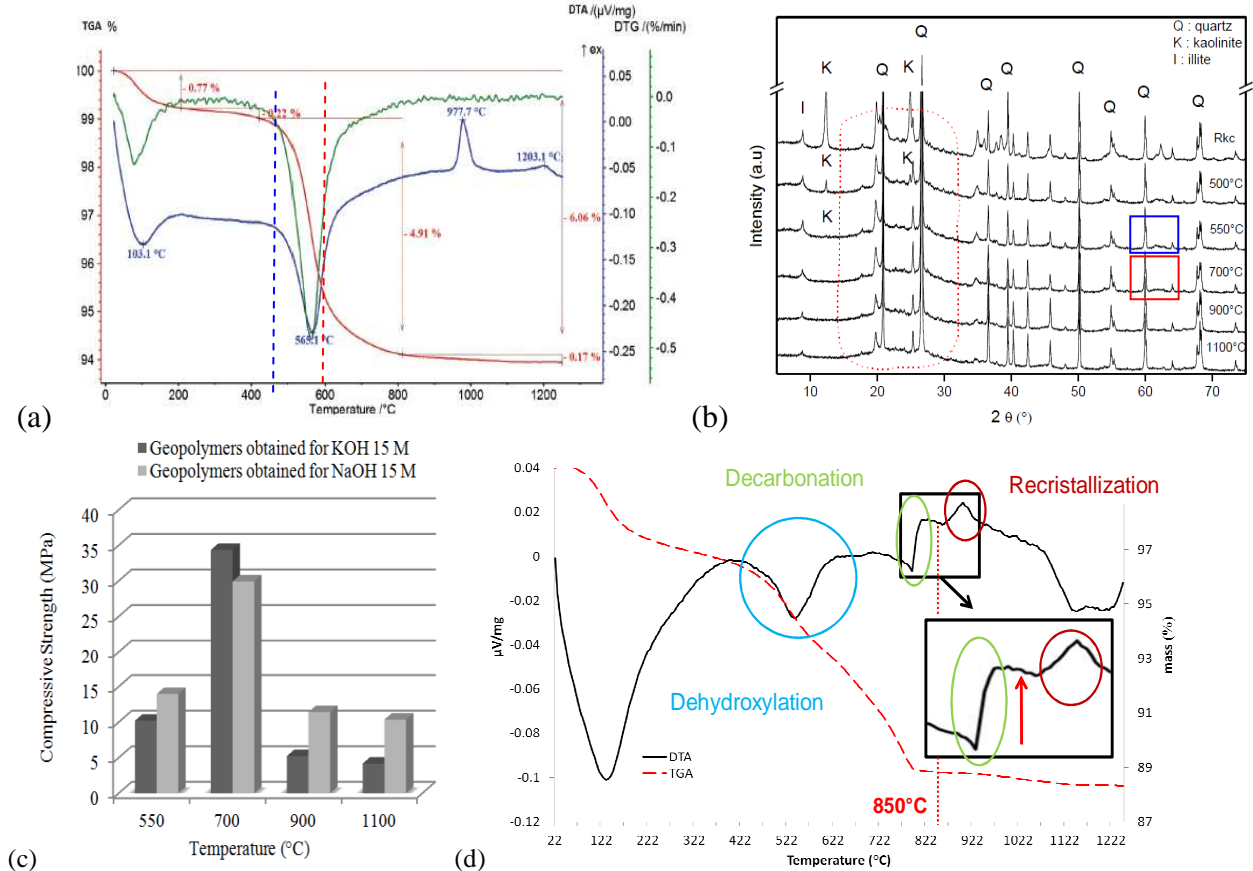 TGA %
DTA /(µV/mg)
DTG /(%/min)
↑ ex
100
99
98
97
96
95
94
- 0.77 %
- 0.22 %
977.7 °C
1203.1 °C
103.1 °C
- 4.91 %
- 6.06 %
- 0.17 %
0.05
0.00
-0.05
-0.10
-0.15
-0.20
-0.25
0.0
-0.1
-0.2
-0.3
-0.4
-0.5
0 200 400 600 800 1000 1200
Temperature /°C
(a)
Q : quartz
K : kaolinite
I : illite
Q
K Q K Q Q Q Q Q Q
I
K K
K
Rkc
500°C
550°C
700°C
900°C
1100°C
Intensity (a.u)
0 10 20 30 40 50 60 70
2 θ (°)
(b)
Geopolymers obtained for KOH 15 M
Geopolymers obtained for NaOH 15 M
Compressive Strength (MPa)
40
35
30
25
20
15
10
5
0
550 700 900 1100
Temperature (°C)
(c)
0.04
0.02
0
-0.02
-0.04
-0.06
-0.08
-0.1
-0.12
µV/mg
Decarbonation
Recristallization
Dehydroxylation
DTA
TGA
850°C
97
95
93
91
89
87
mass (%)
22 122 222 322 422 522 622 722 822 922 1022 1122 1222
Temperature (°C)
(d)